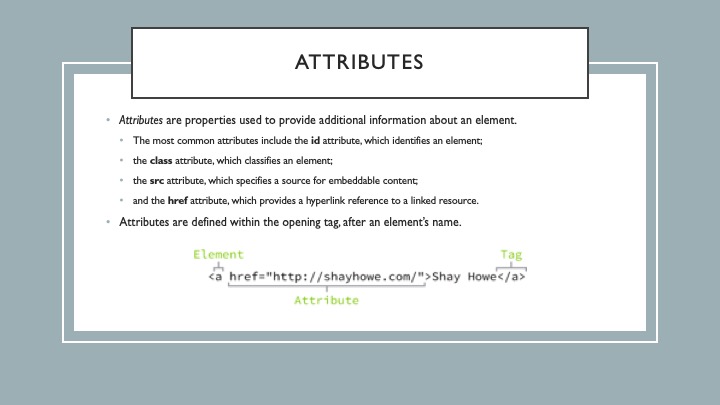 ATTRIBUTES
• Attributes are properties used to provide additional information about an element.
• The most common attributes include the id attribute, which identifies an element;
• the class attribute, which classifies an element;
• the src attribute, which specifies a source for embeddable content;
• and the href attribute, which provides a hyperlink reference to a linked resource.
• Attributes are defined within the opening tag, after an element's name.
Element Tag
<a href="http://shayhowe.com/">Shay Howe</a>
Attribute